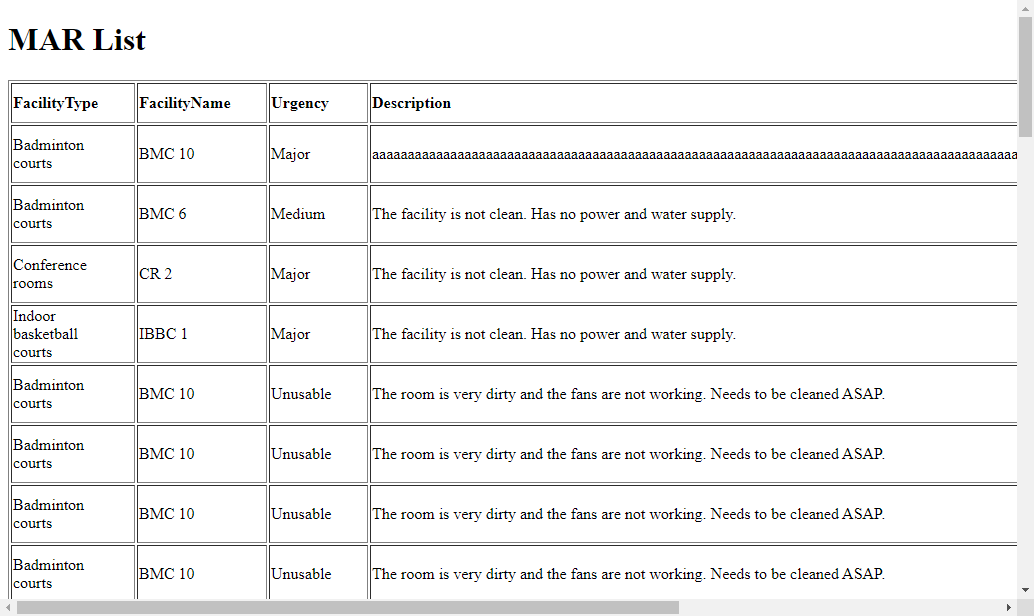 MAR List
FacilityType FacilityName Urgency Description
Badminton
courts
BMC 10 Major aaaaaaaaaaaaaaaaaaaaaaaaaaaaaaaaaaaaaaaaaaaaaaaaaaaaaaaaaaaaaaaaaaaaaaaaaaaaaaaaaaaaaaaaaaa
Badminton
courts
BMC 6 Medium The facility is not clean. Has no power and water supply.
Conference
rooms
CR 2 Major The facility is not clean. Has no power and water supply.
Indoor
basketball
courts
IBBC 1 Major The facility is not clean. Has no power and water supply.
Badminton
courts
BMC 10 Unusable The room is very dirty and the fans are not working. Needs to be cleaned ASAP.
Badminton
courts
BMC 10 Unusable The room is very dirty and the fans are not working. Needs to be cleaned ASAP.
Badminton
courts
BMC 10 Unusable The room is very dirty and the fans are not working. Needs to be cleaned ASAP.
Badminton
courts
BMC 10 Unusable The room is very dirty and the fans are not working. Needs to be cleaned ASAP.